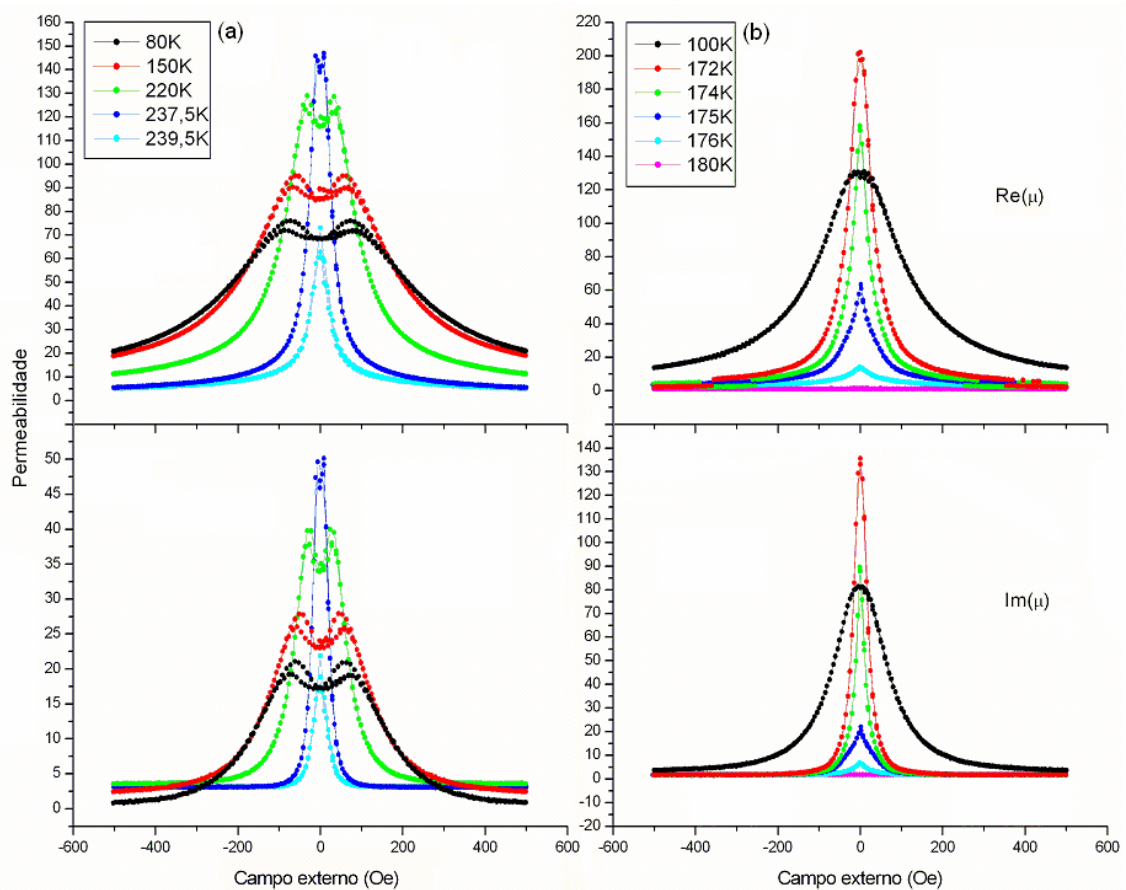 (a)
80K
150K
220K
237,5K
239,5K
160
150
140
130
120
110
100
90
80
70
60
50
40
30
20
10
0
(b)
100K
172K
174K
175K
176K
180K
Re(μ)
220
200
180
160
140
120
100
80
60
40
20
0
Permeabilidade
50
45
40
35
30
25
20
15
10
5
0
-600 -400 -200 0 200 400 600
Campo externo (Oe)
Im(μ)
140
130
120
110
100
90
80
70
60
50
40
30
20
10
0
-10
-20
-600 -400 -200 0 200 400 600
Campo externo (Oe)